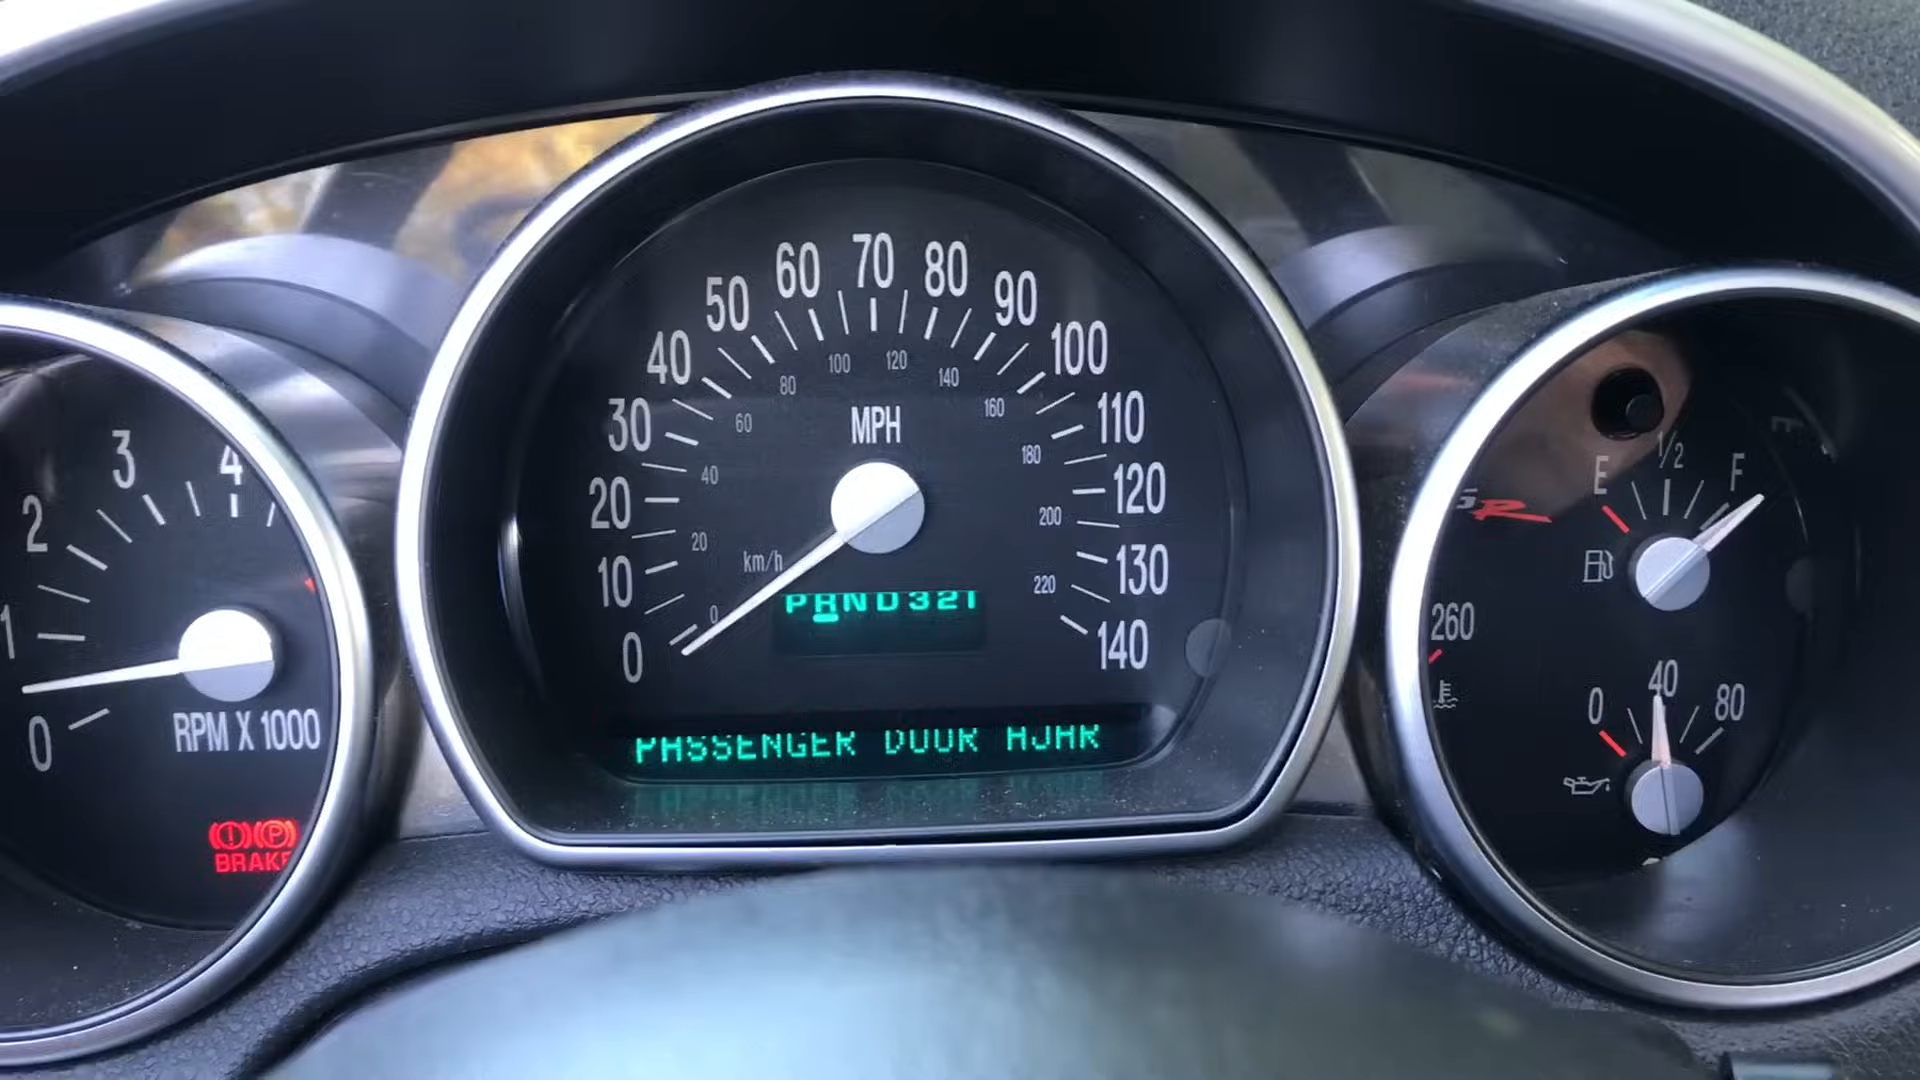 60 70 80
50 90
40 100
30 110
20 120
10 130
0 140
80 100 120 140
60 160
40 180
20 200
0 220
MPH
km/h
PRND321
PASSENGER DOOR AJAR
0 1 2 3 4
RPM X 1000
BRAKE
P
E 1/2 F
260
0 40 80